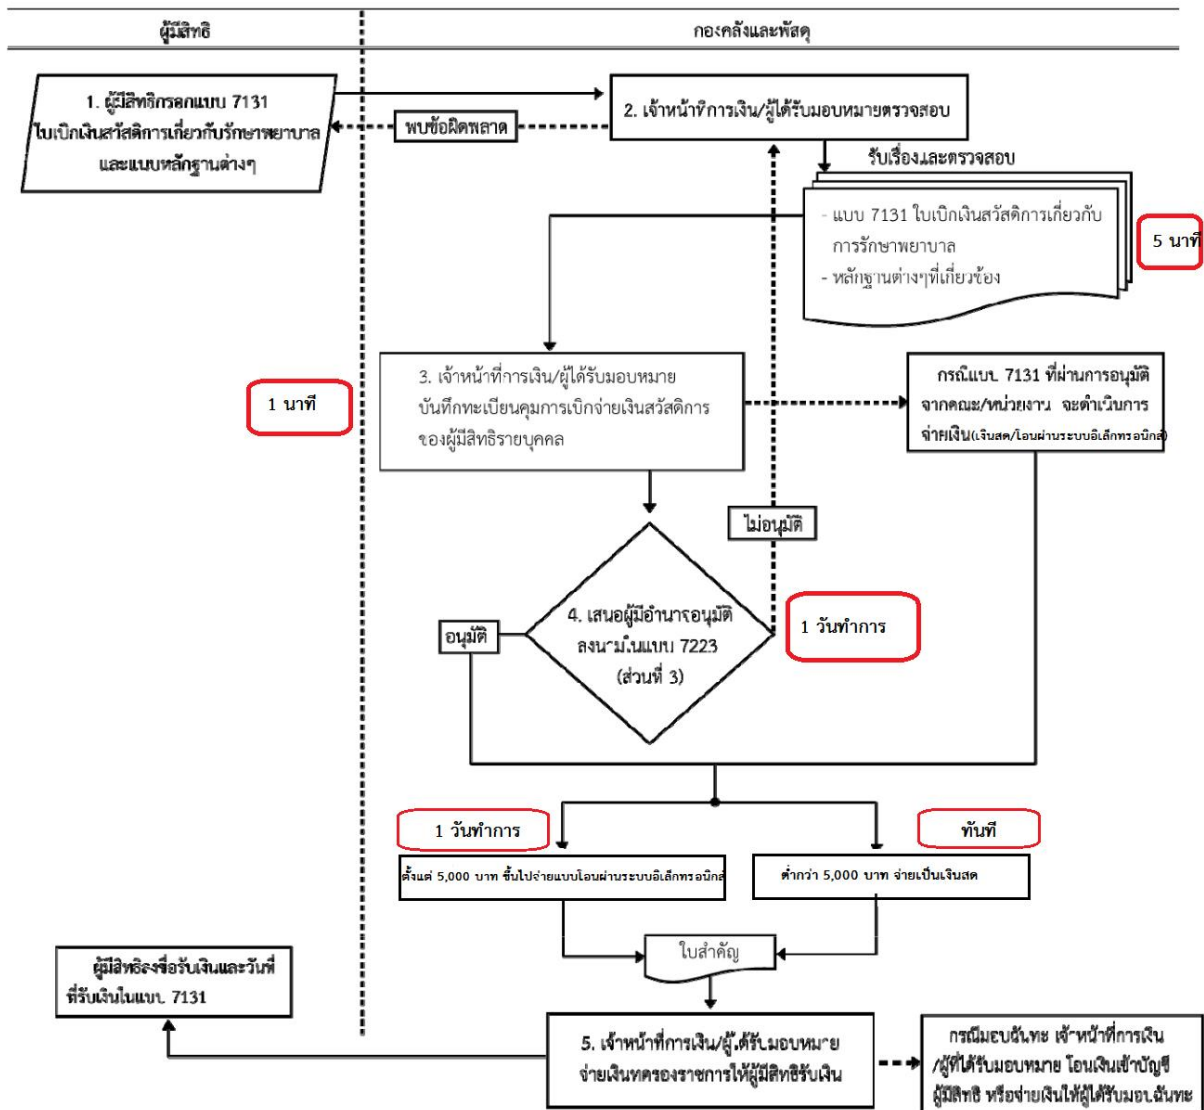 ผู้มีสิทธิ
กองคลังและพัสดุ
1. ผู้มีสิทธิกรอกแบบ 7131
ใบเบิกเงินสวัสดิการเกี่ยวกับรักษาพยาบาล
และแนบหลักฐานต่างๆ
พบข้อผิดพลาด
2. เจ้าหน้าที่การเงิน/ผู้ได้รับมอบหมายตรวจสอบ
รับเรื่องและตรวจสอบ
- แบบ 7131 ใบเบิกเงินสวัสดิการเกี่ยวกับ
การรักษาพยาบาล
- หลักฐานต่างๆที่เกี่ยวข้อง
5 นาที
1 นาที
3. เจ้าหน้าที่การเงิน/ผู้ได้รับมอบหมาย
บันทึกทะเบียนคุมการเบิกจ่ายเงินสวัสดิการ
ของผู้มีสิทธิรายบุคคล
กรณีแบบ 7131 ที่ผ่านการอนุมัติ
จากคณะ/หน่วยงาน จะดำเนินการ
จ่ายเงิน(เงินสด/โอนผ่านระบบอิเล็กทรอนิกส์)
ไม่อนุมัติ
อนุมัติ
4. เสนอผู้มีอำนาจอนุมัติ
ลงนามในแบบ 7223
(ส่วนที่ 3)
1 วันทำการ
1 วันทำการ
ทันที
ตั้งแต่ 5,000 บาท ขึ้นไปจ่ายแบบโอนผ่านระบบอิเล็กทรอนิกส์
ต่ำกว่า 5,000 บาท จ่ายเป็นเงินสด
ใบสำคัญ
ผู้มีสิทธิลงชื่อรับเงินและวันที่
ที่รับเงินในแบบ 7131
5. เจ้าหน้าที่การเงิน/ผู้ได้รับมอบหมาย
จ่ายเงินทดรองราชการให้ผู้มีสิทธิรับเงิน
กรณีมอบฉันทะ เจ้าหน้าที่การเงิน
/ผู้ที่ได้รับมอบหมาย โอนเงินเข้าบัญชี
ผู้มีสิทธิ หรือจ่ายเงินให้ผู้ได้รับมอบฉันทะ